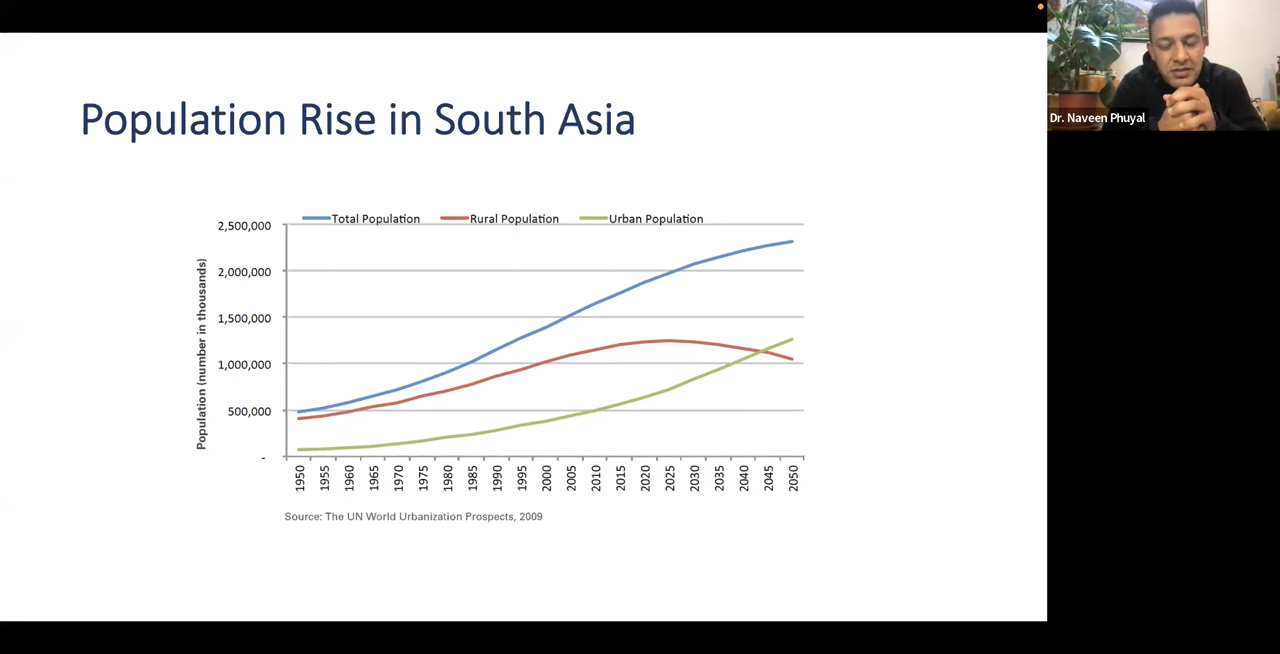 Population Rise in South Asia
Dr. Naveen Phuyal
Total Population Rural Population Urban Population
Population (number in thousands)
2,500,000
2,000,000
1,500,000
1,000,000
500,000
-
1950 1955 1960 1965 1970 1975 1980 1985 1990 1995 2000 2005 2010 2015 2020 2025 2030 2035 2040 2045 2050
Source: The UN World Urbanization Prospects, 2009